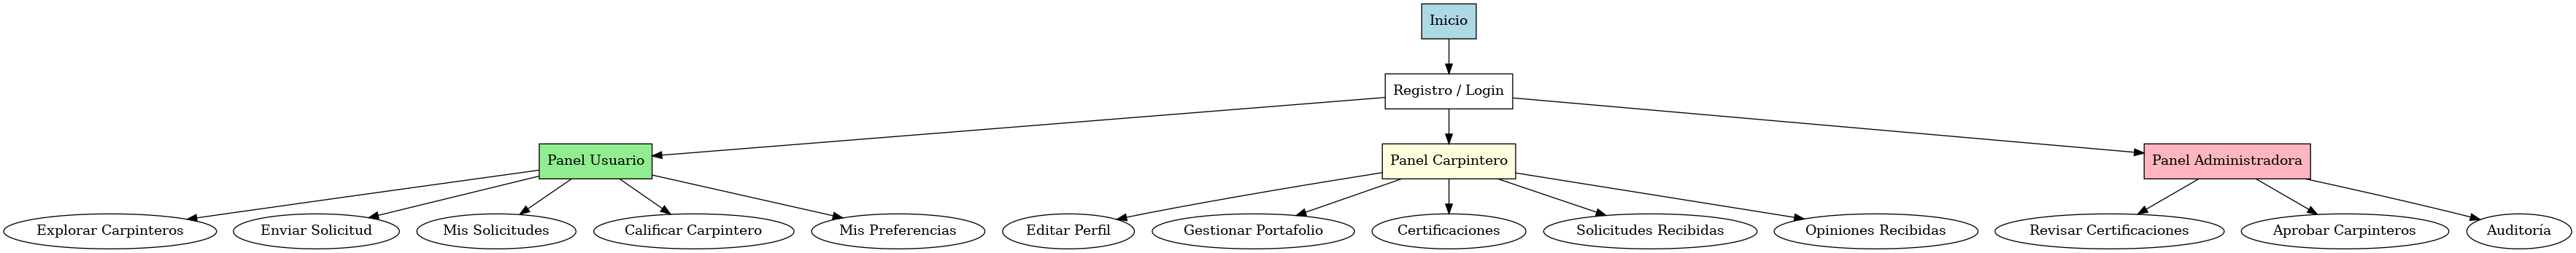 Inicio
Registro / Login
Panel Usuario
Panel Carpintero
Panel Administradora
Explorar Carpinteros
Enviar Solicitud
Mis Solicitudes
Calificar Carpintero
Mis Preferencias
Editar Perfil
Gestionar Portafolio
Certificaciones
Solicitudes Recibidas
Opiniones Recibidas
Revisar Certificaciones
Aprobar Carpinteros
Auditoría